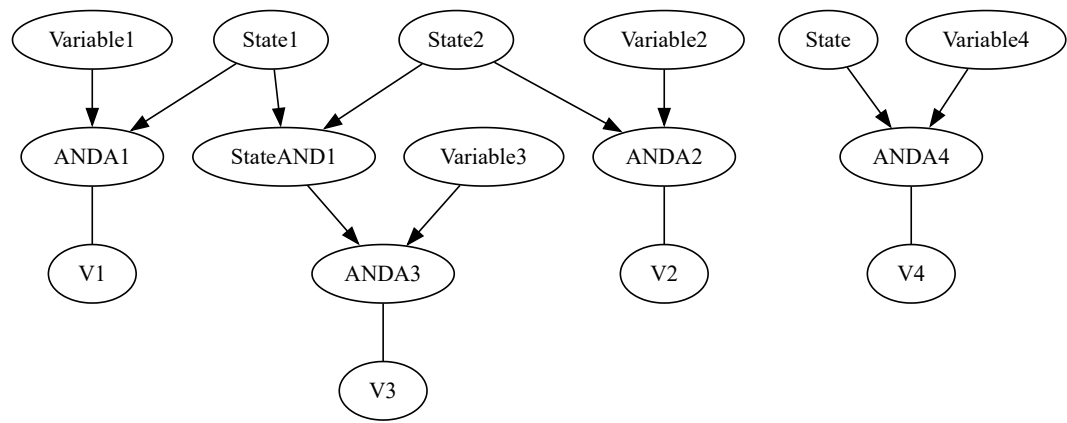 Variable1
State1
State2
Variable2
State
Variable4
ANDA1
StateAND1
Variable3
ANDA2
ANDA4
V1
ANDA3
V2
V4
V3